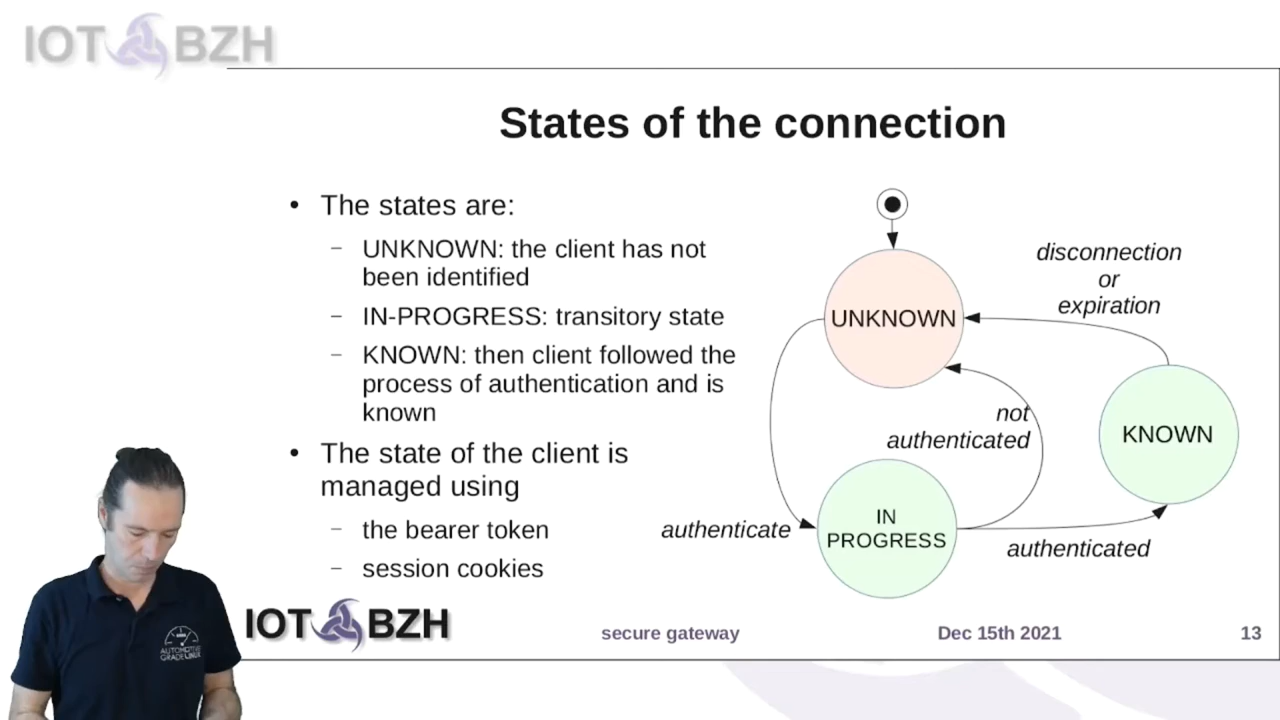 IOT BZH
States of the connection
• The states are:
– UNKNOWN: the client has not
been identified
– IN-PROGRESS: transitory state
– KNOWN: then client followed the
process of authentication and is
known
• The state of the client is
managed using
– the bearer token
– session cookies
UNKNOWN
disconnection
or
expiration
KNOWN
not
authenticated
IN
PROGRESS
authenticate
authenticated
AUTOMOTIVE
GRADE LINUX
IOT BZH
secure gateway
Dec 15th 2021
13